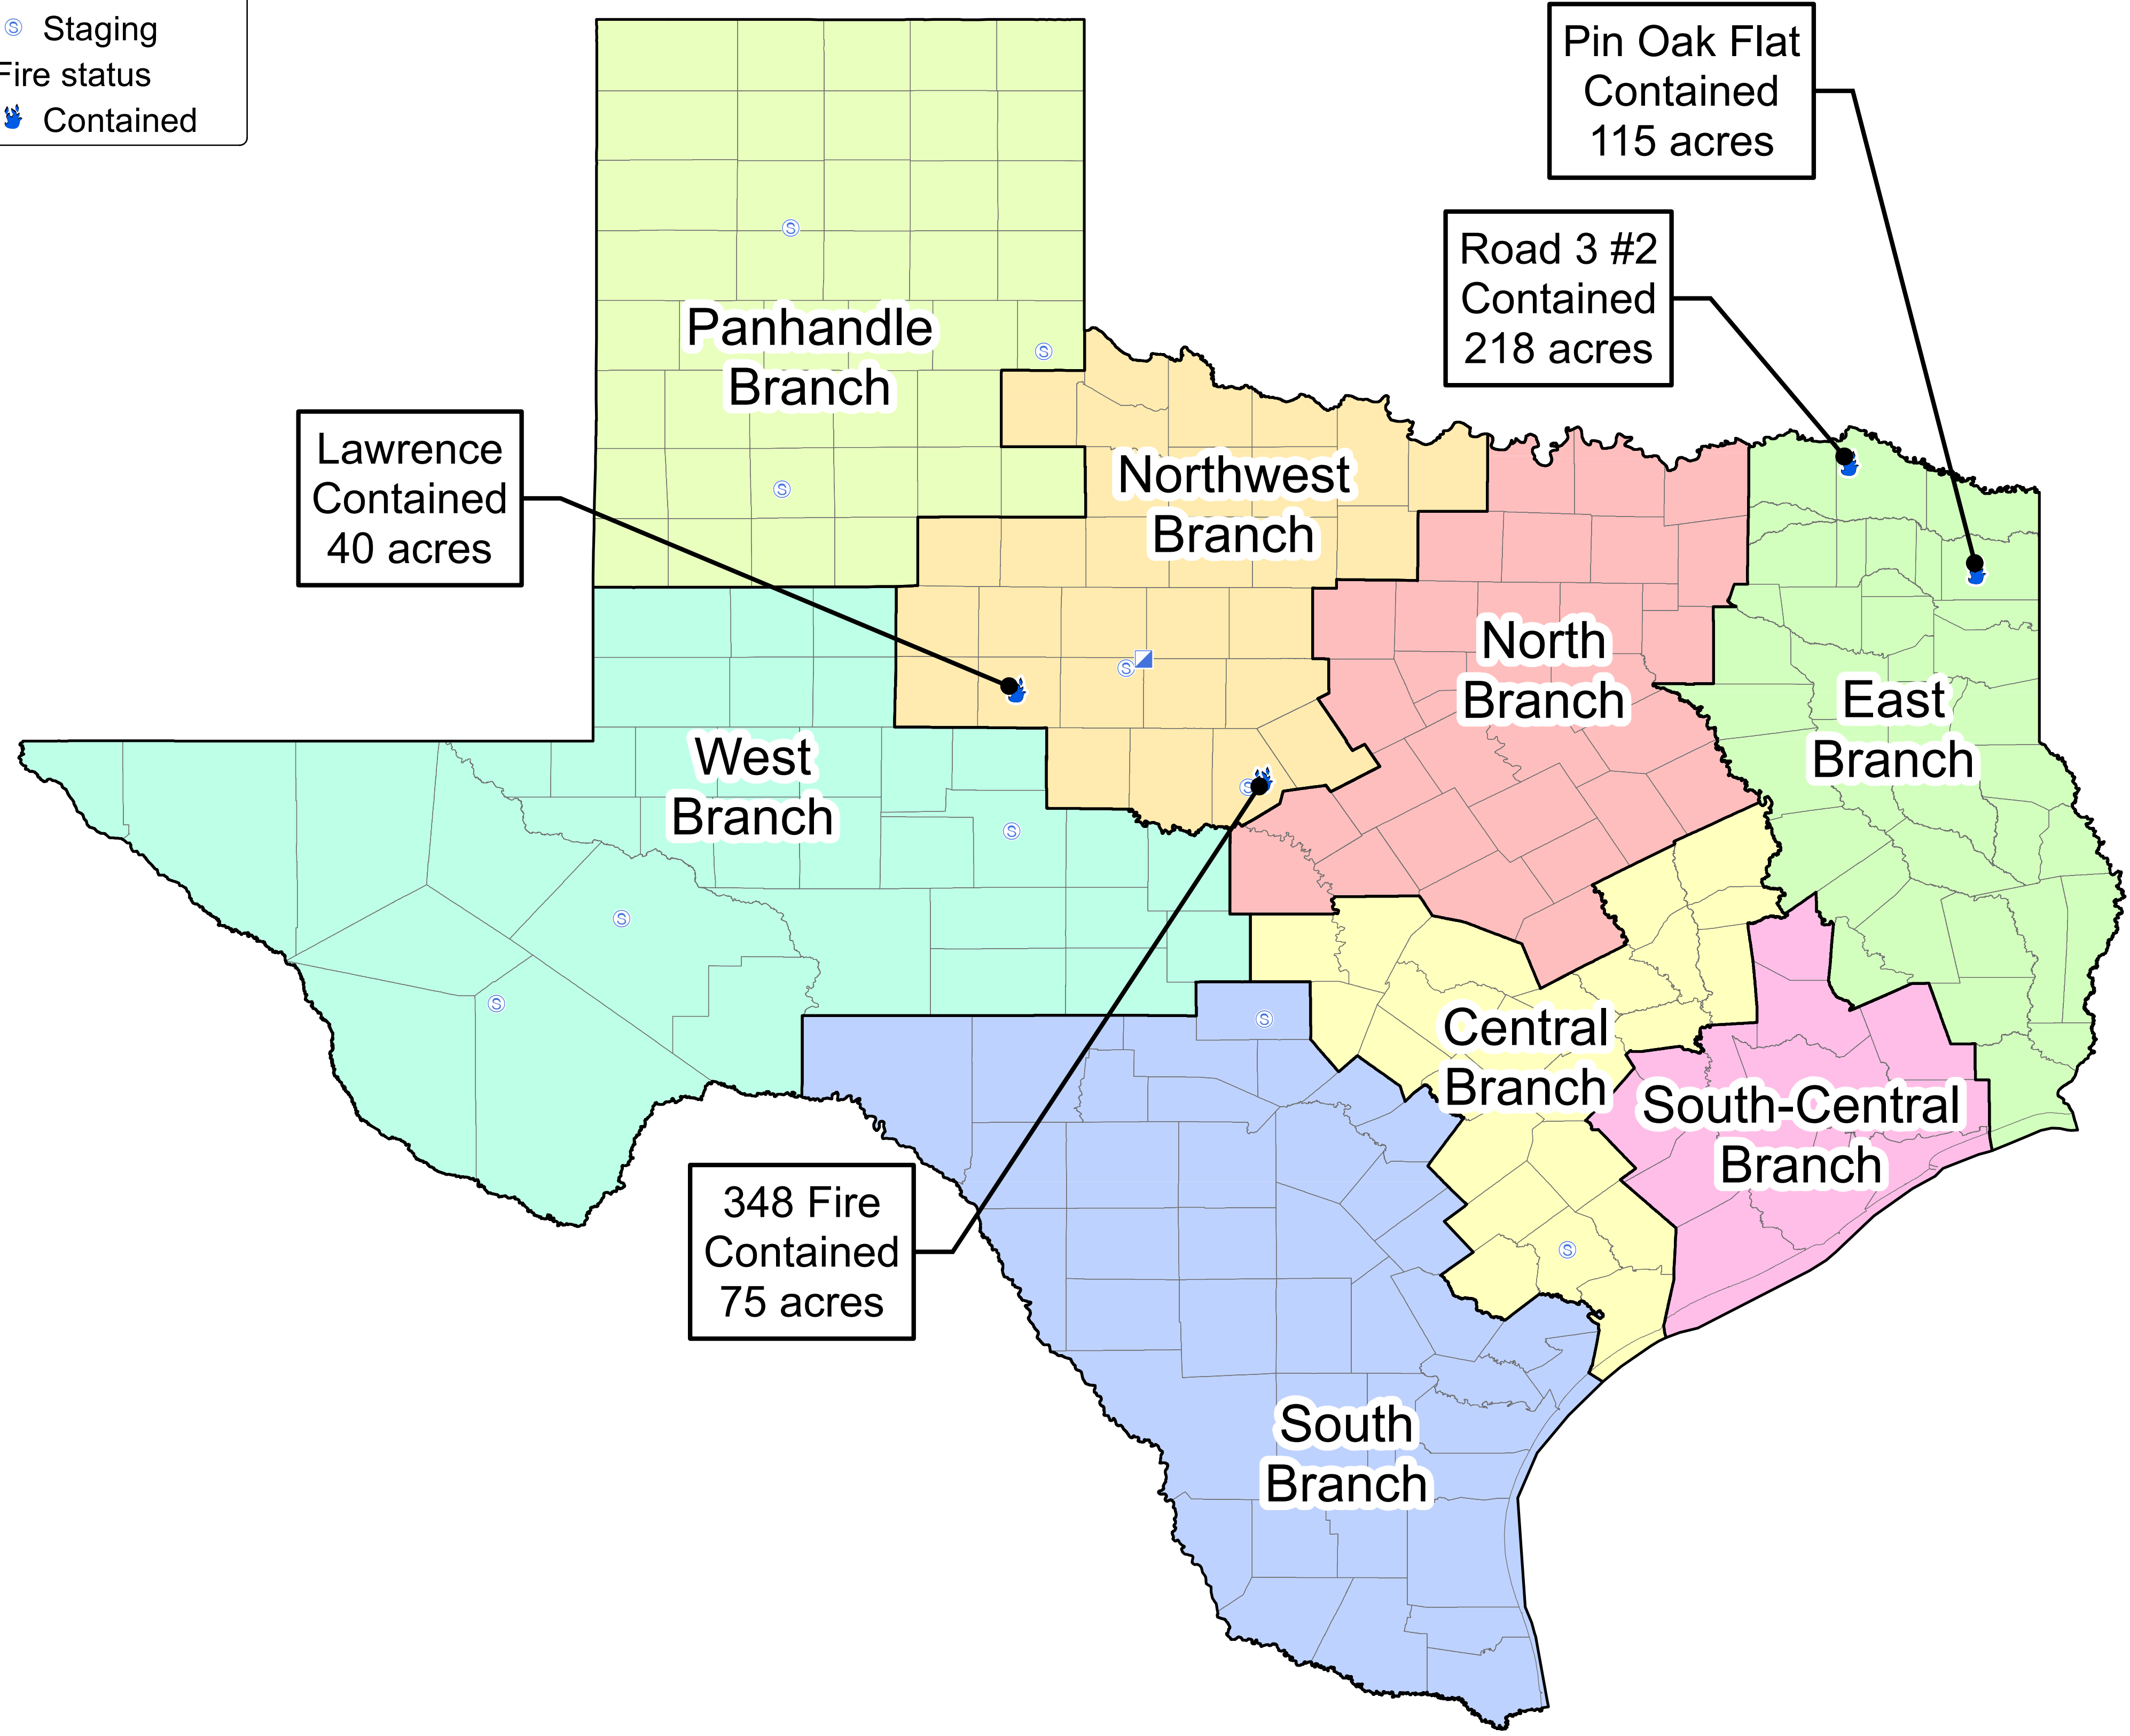 Staging
Fire status
Contained
Pin Oak Flat
Contained
115 acres
Road 3 #2
Contained
218 acres
Panhandle
Branch
Lawrence
Contained
40 acres
Northwest
Branch
North
Branch
East
Branch
West
Branch
Central
Branch
South-Central
Branch
348 Fire
Contained
75 acres
South
Branch
S
S
S
S
S
S
S
S
S
S
S